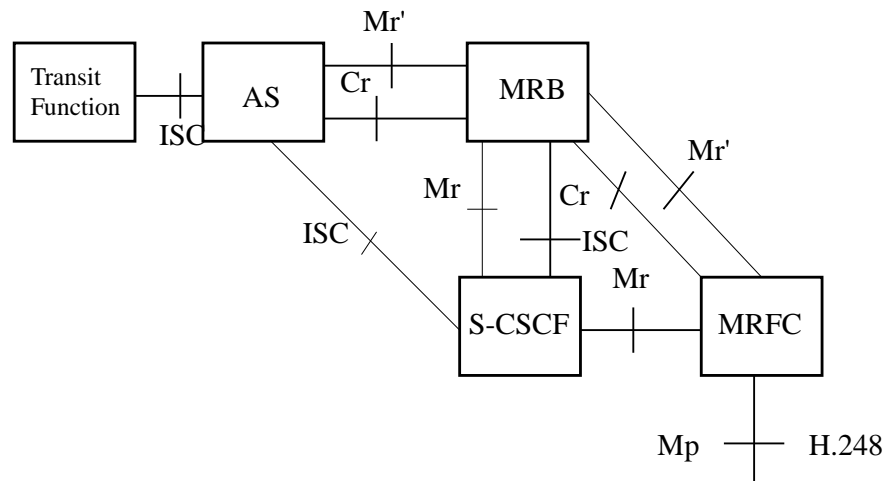 Mr'
Transit
Function
AS
Cr
MRB
ISC
Mr'
Mr
Cr
ISC
ISC
Mr
S-CSCF
MRFC
Mp
H.248